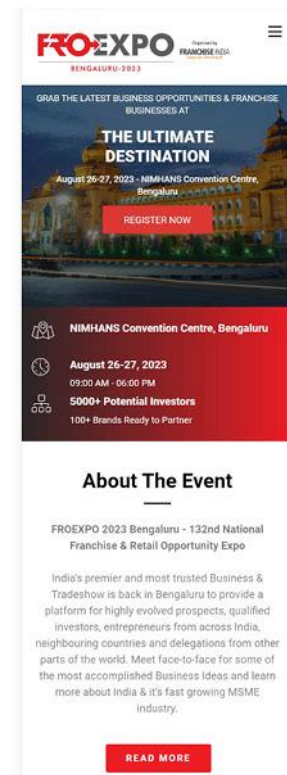 FROEXPO
BENGALURU-2023
Organised by
FRANCHISE INDIA
GRAB THE LATEST BUSINESS OPPORTUNITIES & FRANCHISE
BUSINESSES AT
THE ULTIMATE
DESTINATION
August 26-27, 2023 - NIMHANS Convention Centre,
Bengaluru
REGISTER NOW
NIMHANS Convention Centre, Bengaluru
August 26-27, 2023
09:00 AM - 06:00 PM
5000+ Potential Investors
100+ Brands Ready to Partner
About The Event
FROEXPO 2023 Bengaluru - 132nd National
Franchise & Retail Opportunity Expo
India's premier and most trusted Business &
Tradeshow is back in Bengaluru to provide a
platform for highly evolved prospects, qualified
investors, entrepreneurs from across India,
neighbouring countries and delegations from other
parts of the world. Meet face-to-face for some of
the most accomplished Business Ideas and learn
more about India & it's fast growing MSME
industry.
READ MORE